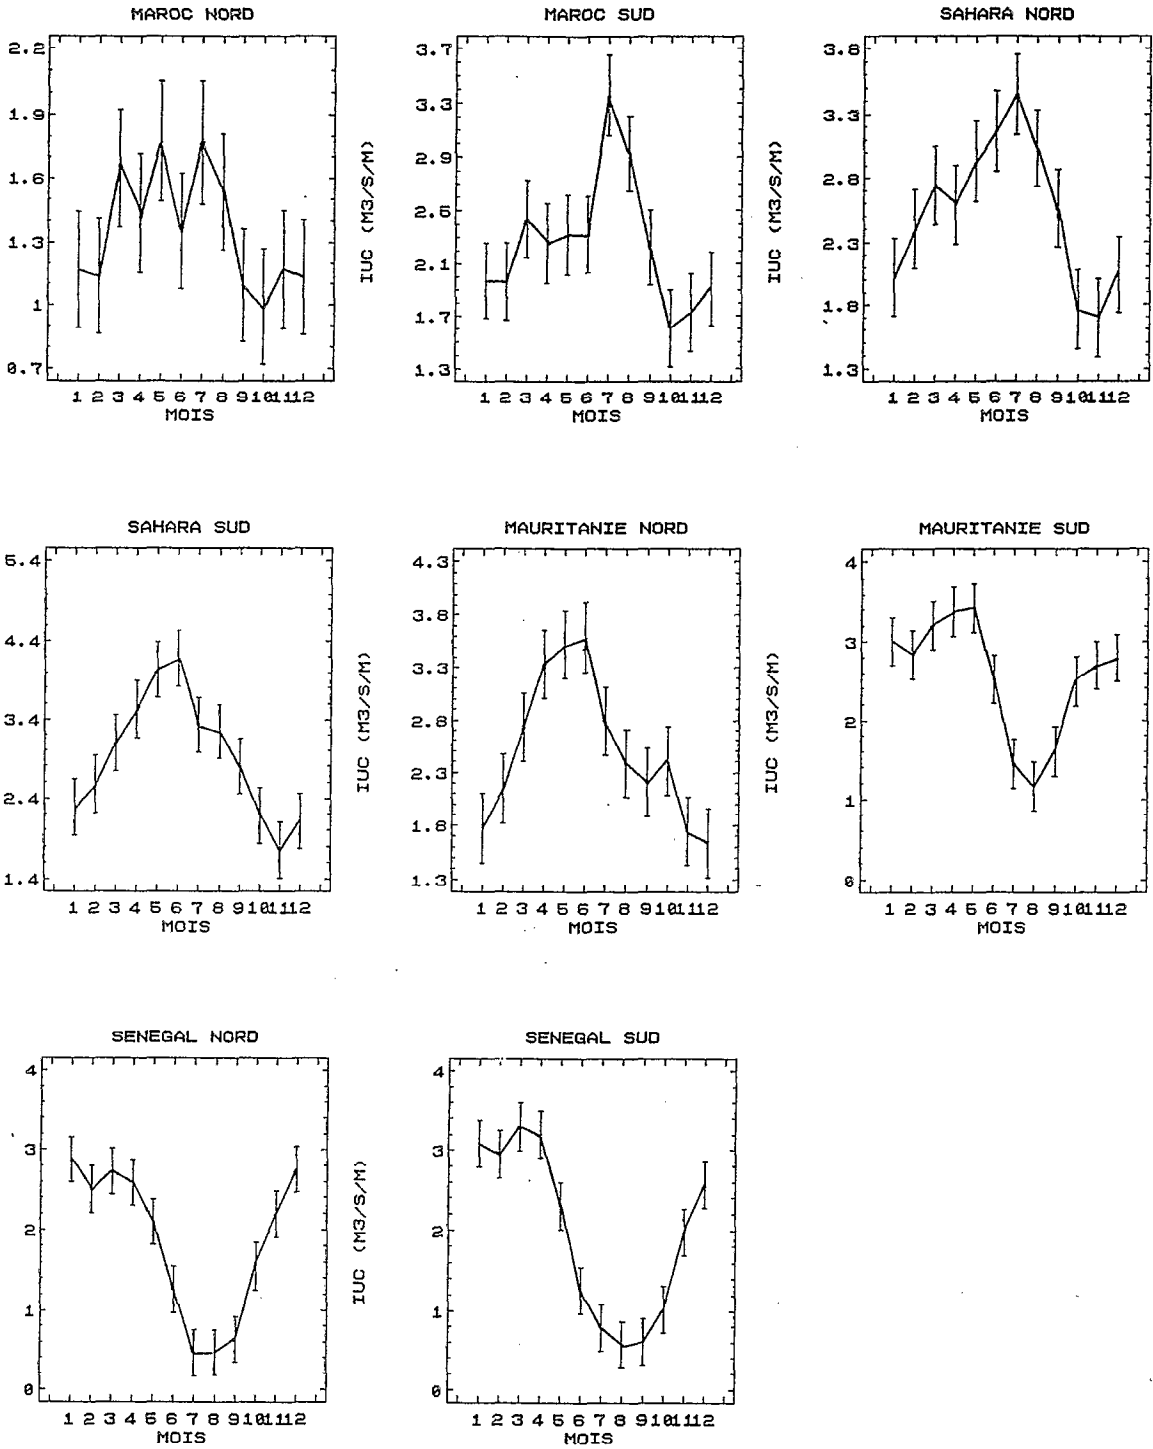 MAROC NORD
2.2
1.9
1.6
1.3
1
0.7
1 2 3 4 5 6 7 8 9 10 11 12
MOIS
MAROC SUD
IUC (M3/S/M)
3.7
3.3
2.9
2.5
2.1
1.7
1.3
1 2 3 4 5 6 7 8 9 10 11 12
MOIS
SAHARA NORD
IUC (M3/S/M)
3.8
3.3
2.8
2.3
1.8
1.3
1 2 3 4 5 6 7 8 9 10 11 12
MOIS
SAHARA SUD
5.4
4.4
3.4
2.4
1.4
1 2 3 4 5 6 7 8 9 10 11 12
MOIS
MAURITANIE NORD
IUC (M3/S/M)
4.3
3.8
3.3
2.8
2.3
1.8
1.3
1 2 3 4 5 6 7 8 9 10 11 12
MOIS
MAURITANIE SUD
IUC (M3/S/M)
4
3
2
1
0
1 2 3 4 5 6 7 8 9 10 11 12
MOIS
SENEGAL NORD
4
3
2
1
0
1 2 3 4 5 6 7 8 9 10 11 12
MOIS
SENEGAL SUD
IUC (M3/S/M)
4
3
2
1
0
1 2 3 4 5 6 7 8 9 10 11 12
MOIS